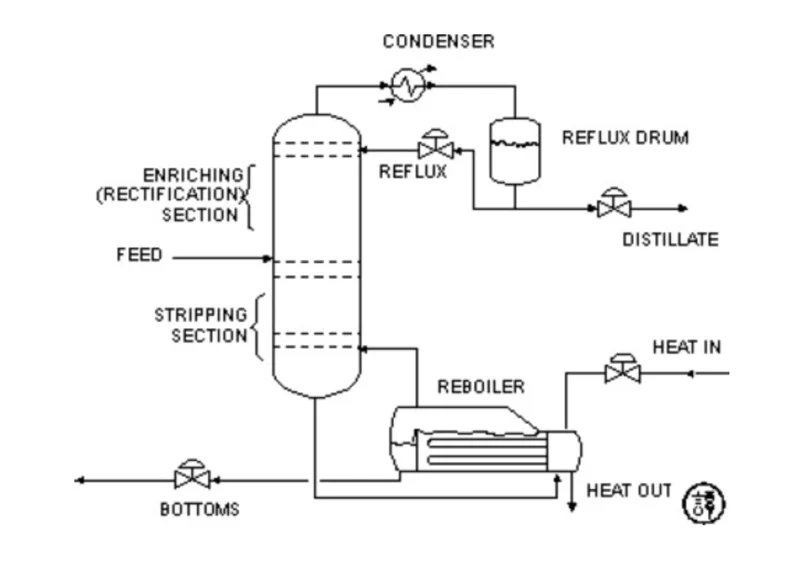 CONDENSER
REFLUX DRUM
ENRICHING
(RECTIFICATION)
SECTION
REFLUX
DISTILLATE
FEED
STRIPPING
SECTION
HEAT IN
REBOILER
HEAT OUT
BOTTOMS